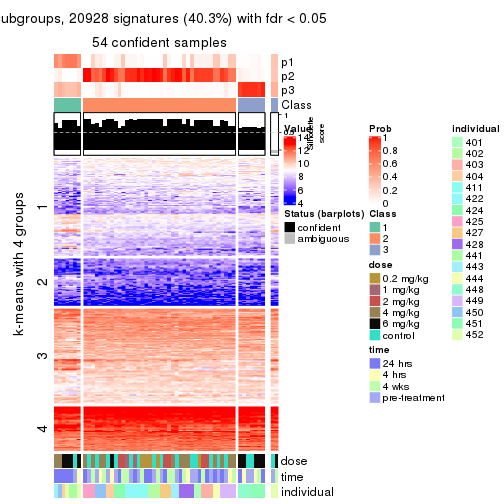 ubgroups, 20928 signatures (40.3%) with fdr < 0.05
54 confident samples
p1
p2
p3
Class
1
0
Silhouette
score
k-means with 4 groups
1
2
3
4
dose
time
individual
Value
14
12
10
8
6
4
Status (barplots)
confident
ambiguous
Prob
1
0.8
0.6
0.4
0.2
0
Class
1
2
3
dose
0.2 mg/kg
1 mg/kg
2 mg/kg
4 mg/kg
6 mg/kg
control
time
24 hrs
4 hrs
4 wks
pre-treatment
individual
401
402
403
404
411
422
424
425
427
428
441
443
444
448
449
450
451
452